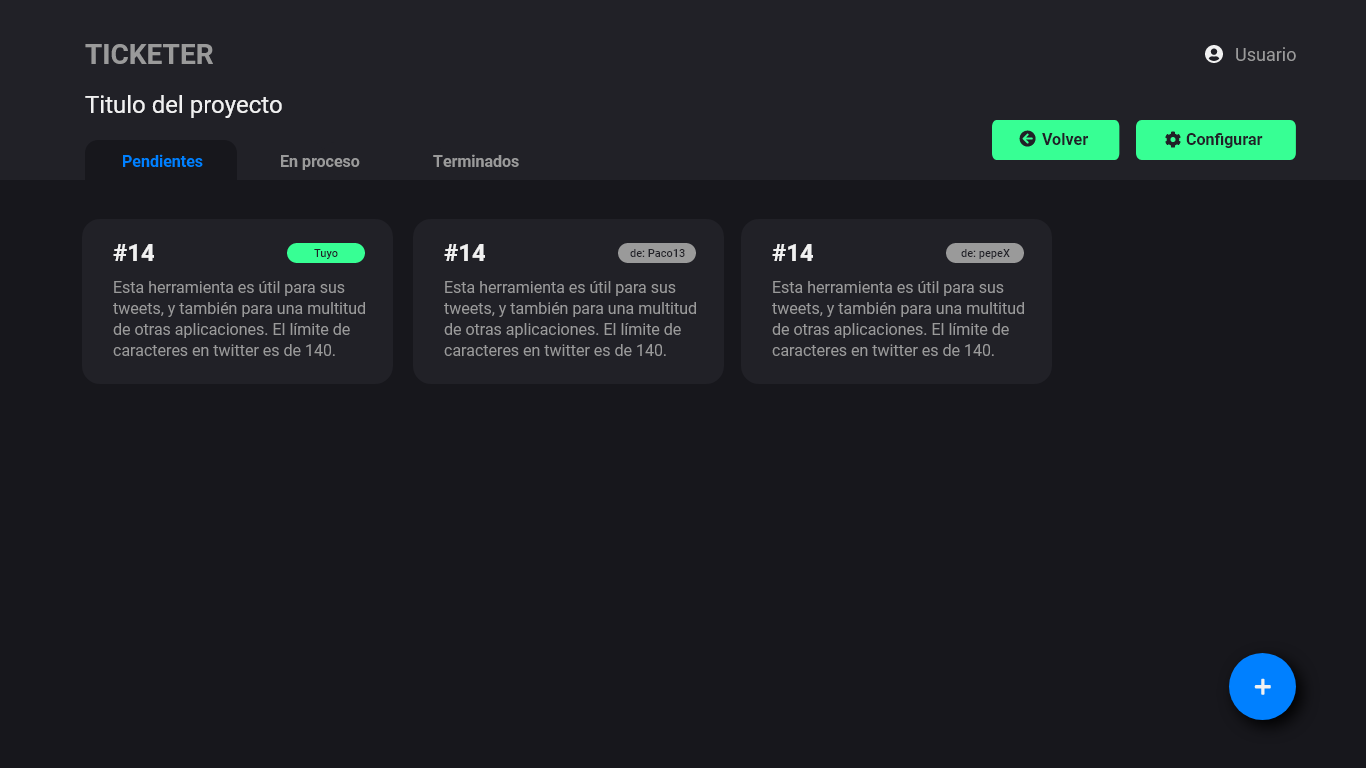 TICKETER
Usuario
Titulo del proyecto
Volver
Configurar
Pendientes
En proceso
Terminados
#14
Tuyo
Esta herramienta es útil para sus
tweets, y también para una multitud
de otras aplicaciones. El límite de
caracteres en twitter es de 140.
#14
de: Paco13
Esta herramienta es útil para sus
tweets, y también para una multitud
de otras aplicaciones. El límite de
caracteres en twitter es de 140.
#14
de: pepeX
Esta herramienta es útil para sus
tweets, y también para una multitud
de otras aplicaciones. El límite de
caracteres en twitter es de 140.
+